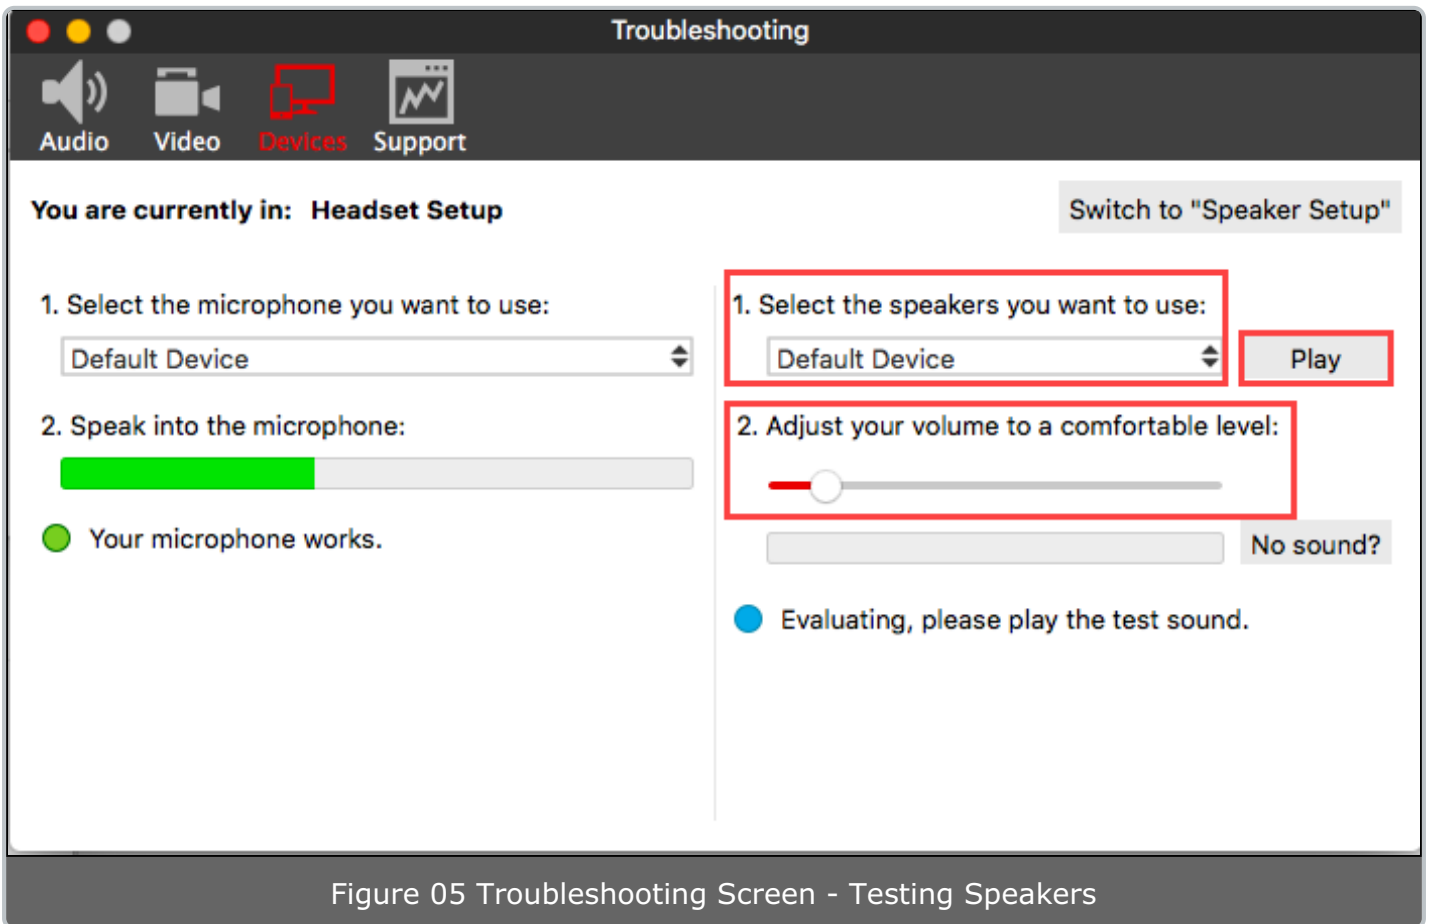 Troubleshooting
Audio Video Devices Support
You are currently in: Headset Setup
Switch to "Speaker Setup"
1. Select the microphone you want to use:
Default Device
2. Speak into the microphone:
Your microphone works.
1. Select the speakers you want to use:
Default Device
Play
2. Adjust your volume to a comfortable level:
No sound?
Evaluating, please play the test sound.
Figure 05 Troubleshooting Screen - Testing Speakers